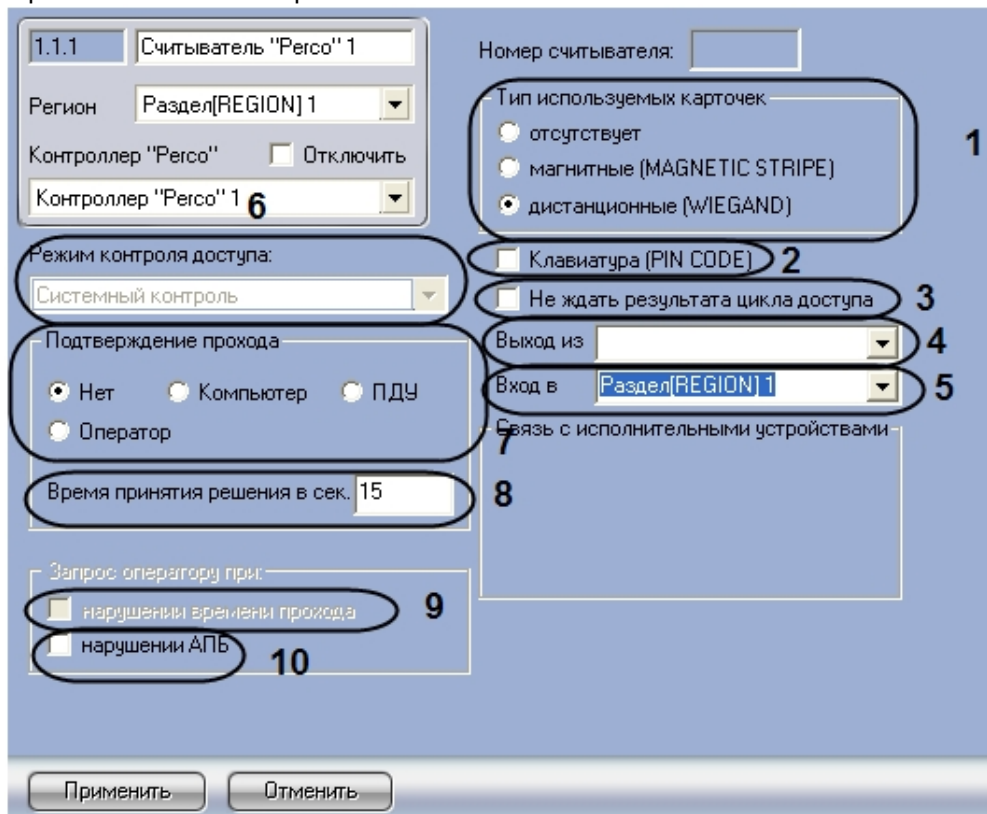 1.1.1 Считыватель "Perco" 1
Регион Раздел[REGION] 1
Контроллер "Perco" Отключить
Контроллер "Perco" 1
6
Режим контроля доступа:
Системный контроль
Подтверждение прохода
Нет Компьютер ПДУ
Оператор
7
Время принятия решения в сек. 15
8
Запрос оператору при:
нарушении времени прохода 9
нарушении АПБ
10
Номер считывателя:
Тип используемых карточек
отсутствует
магнитные (MAGNETIC STRIPE)
дистанционные (WIEGAND)
1
Клавиатура (PIN CODE) 2
Не ждать результата цикла доступа 3
Выход из 4
Вход в Раздел[REGION] 1 5
Связь с исполнительными устройствами
Применить Отменить